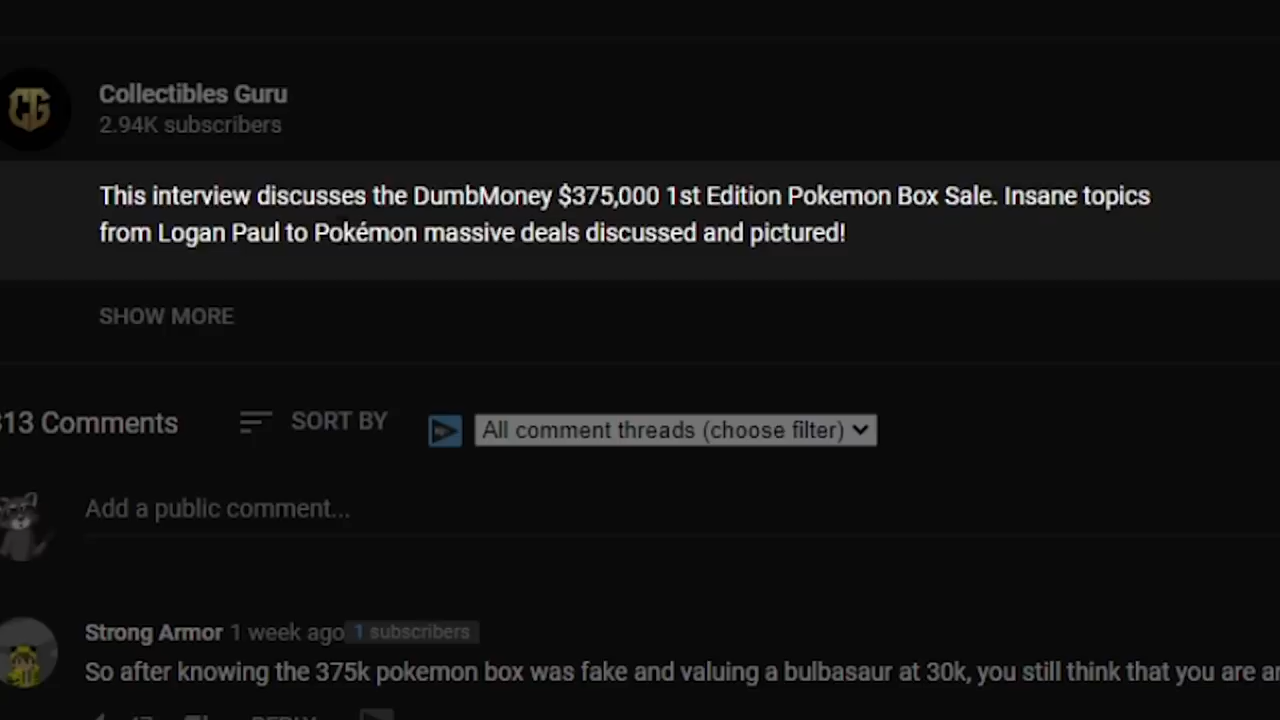 CG
Collectibles Guru
2.94K subscribers
This interview discusses the DumbMoney $375,000 1st Edition Pokemon Box Sale. Insane topics
from Logan Paul to Pokémon massive deals discussed and pictured!
SHOW MORE
313 Comments SORT BY All comment threads (choose filter)
Add a public comment...
Strong Armor 1 week ago 1 subscribers
So after knowing the 375k pokemon box was fake and valuing a bulbasaur at 30k, you still think that you are
REPLY